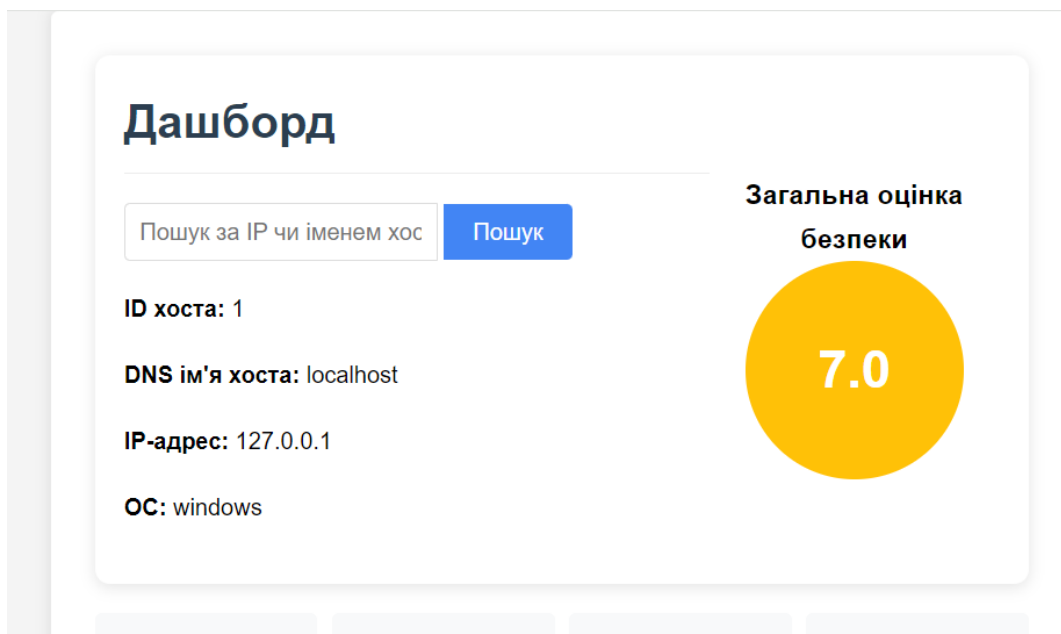 Дашборд
Пошук за IP чи іменем хос
Пошук
ID хоста: 1
DNS ім'я хоста: localhost
IP-адрес: 127.0.0.1
ОС: windows
Загальна оцінка
безпеки
7.0